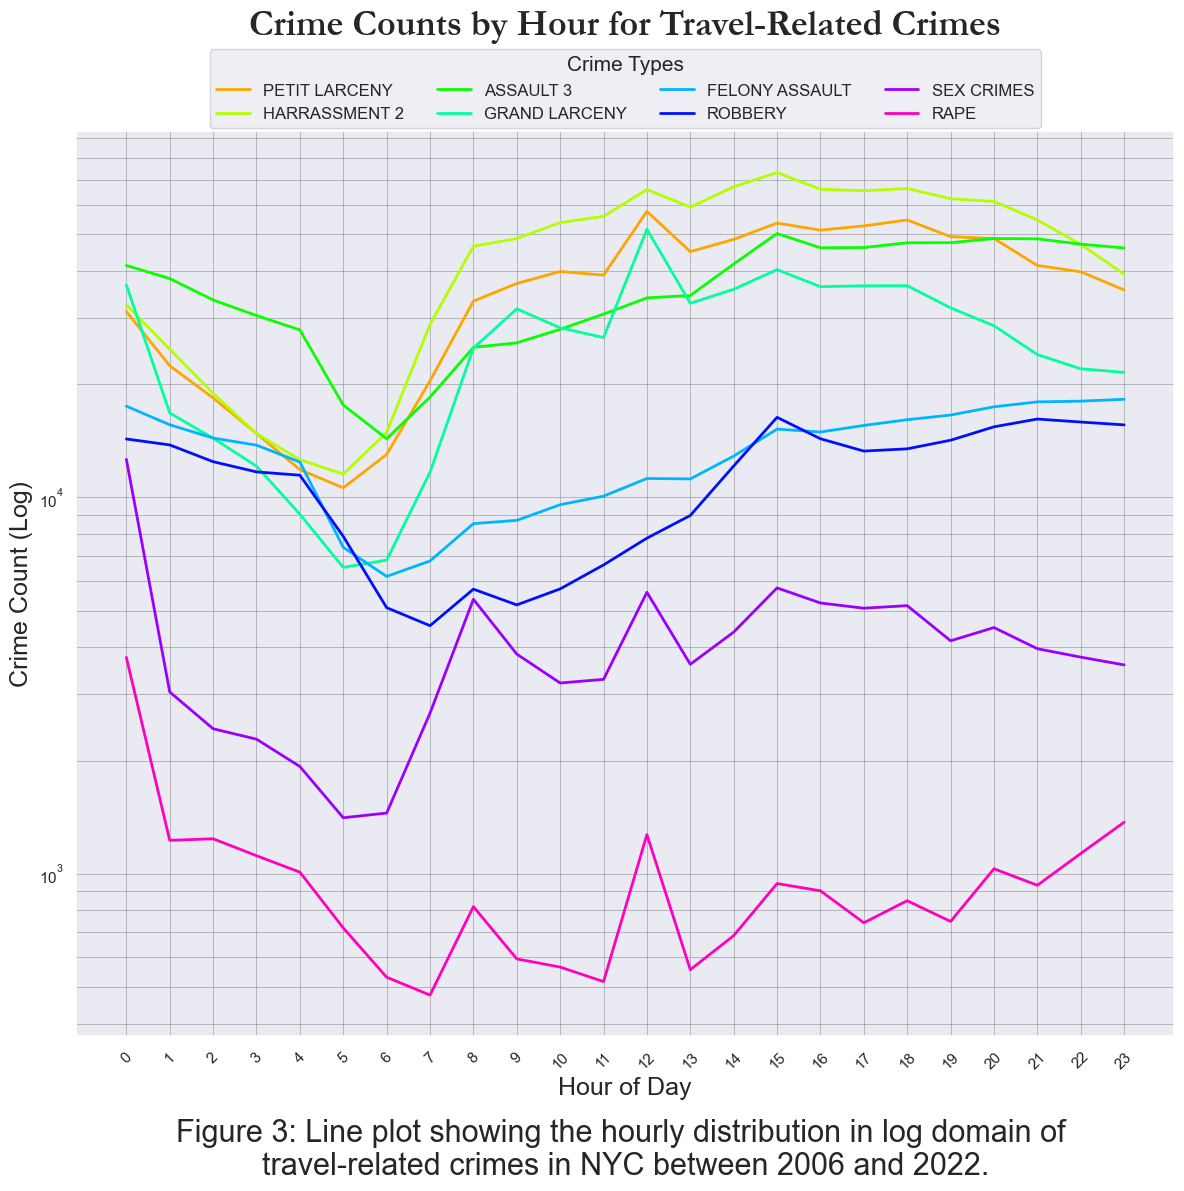 Crime Counts by Hour for Travel-Related Crimes
Crime Types
PETIT LARCENY
HARRASSMENT 2
ASSAULT 3
GRAND LARCENY
FELONY ASSAULT
ROBBERY
SEX CRIMES
RAPE
Crime Count (Log)
10^4
10^3
0 1 2 3 4 5 6 7 8 9 10 11 12 13 14 15 16 17 18 19 20 21 22 23
Hour of Day
Figure 3: Line plot showing the hourly distribution in log domain of
travel-related crimes in NYC between 2006 and 2022.